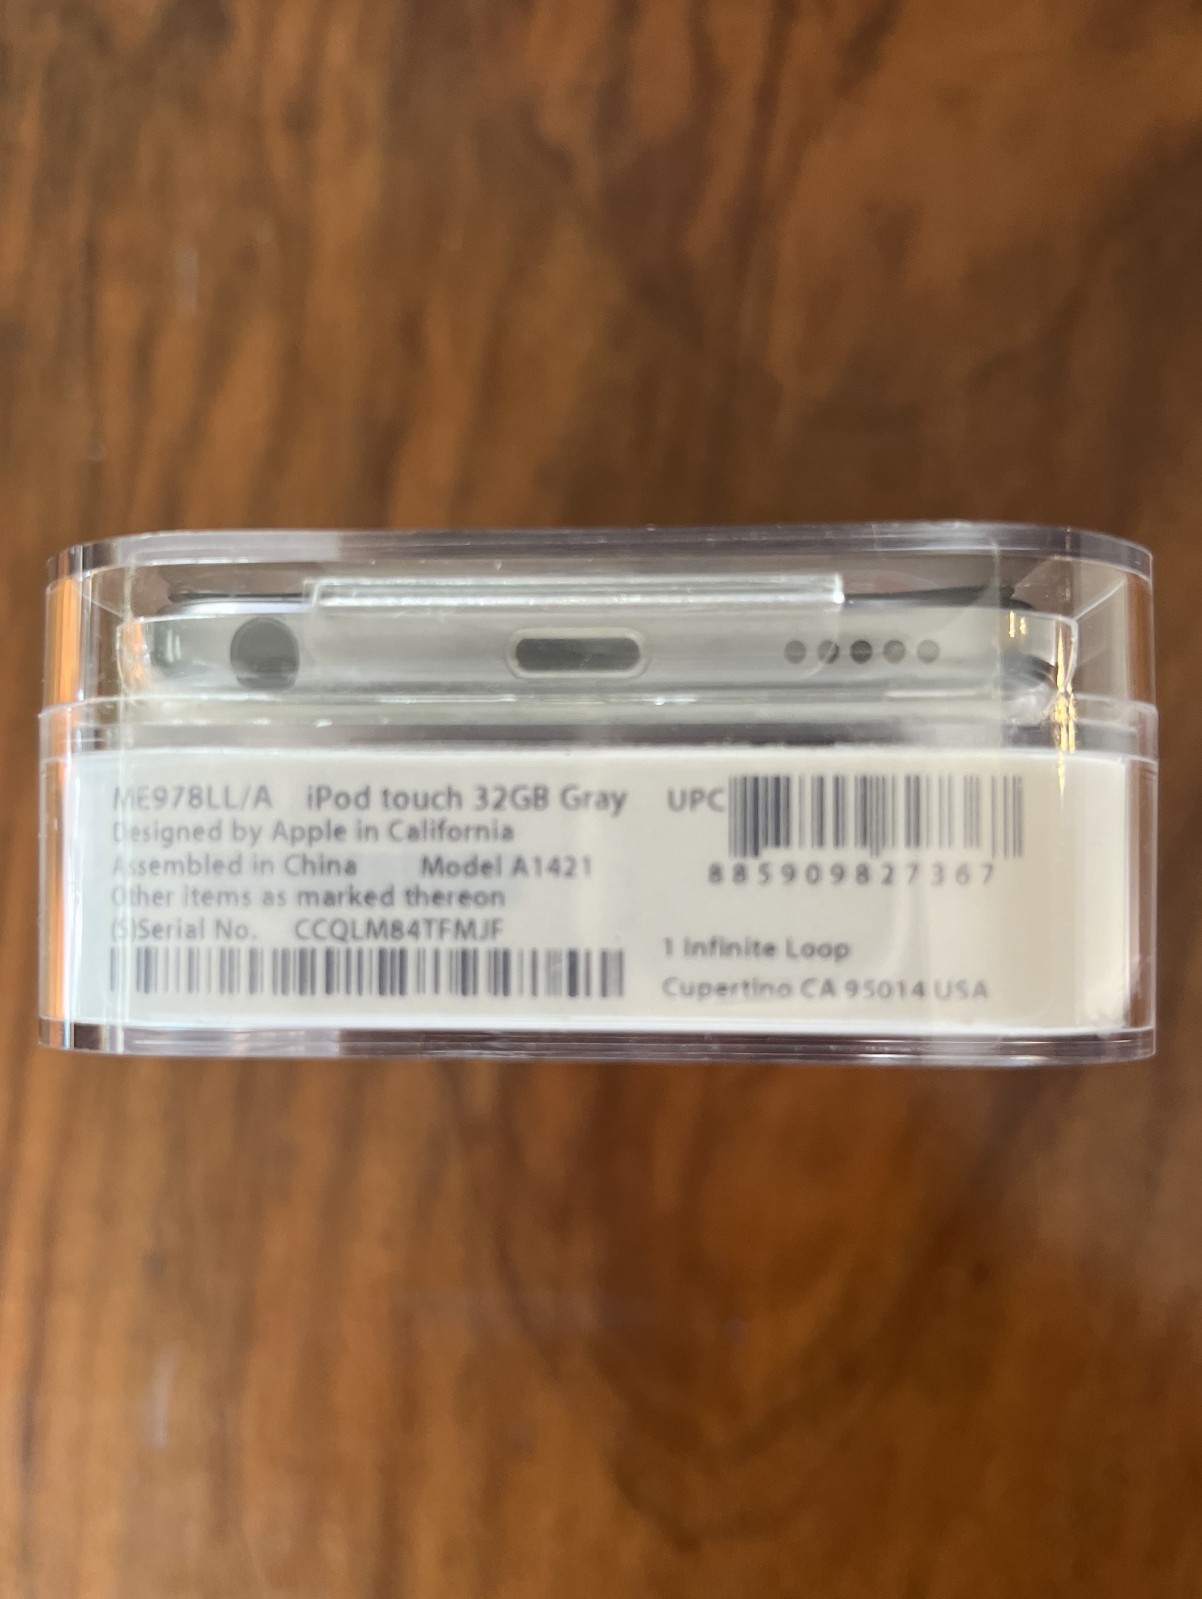 ME978LL/A iPod touch 32GB Gray
Designed by Apple in California
Assembled in China Model A1421
Other items as marked thereon
(S)Serial No. CCQLM84TFMJF
UPC
885909827367
1 Infinite Loop
Cupertino CA 95014 USA